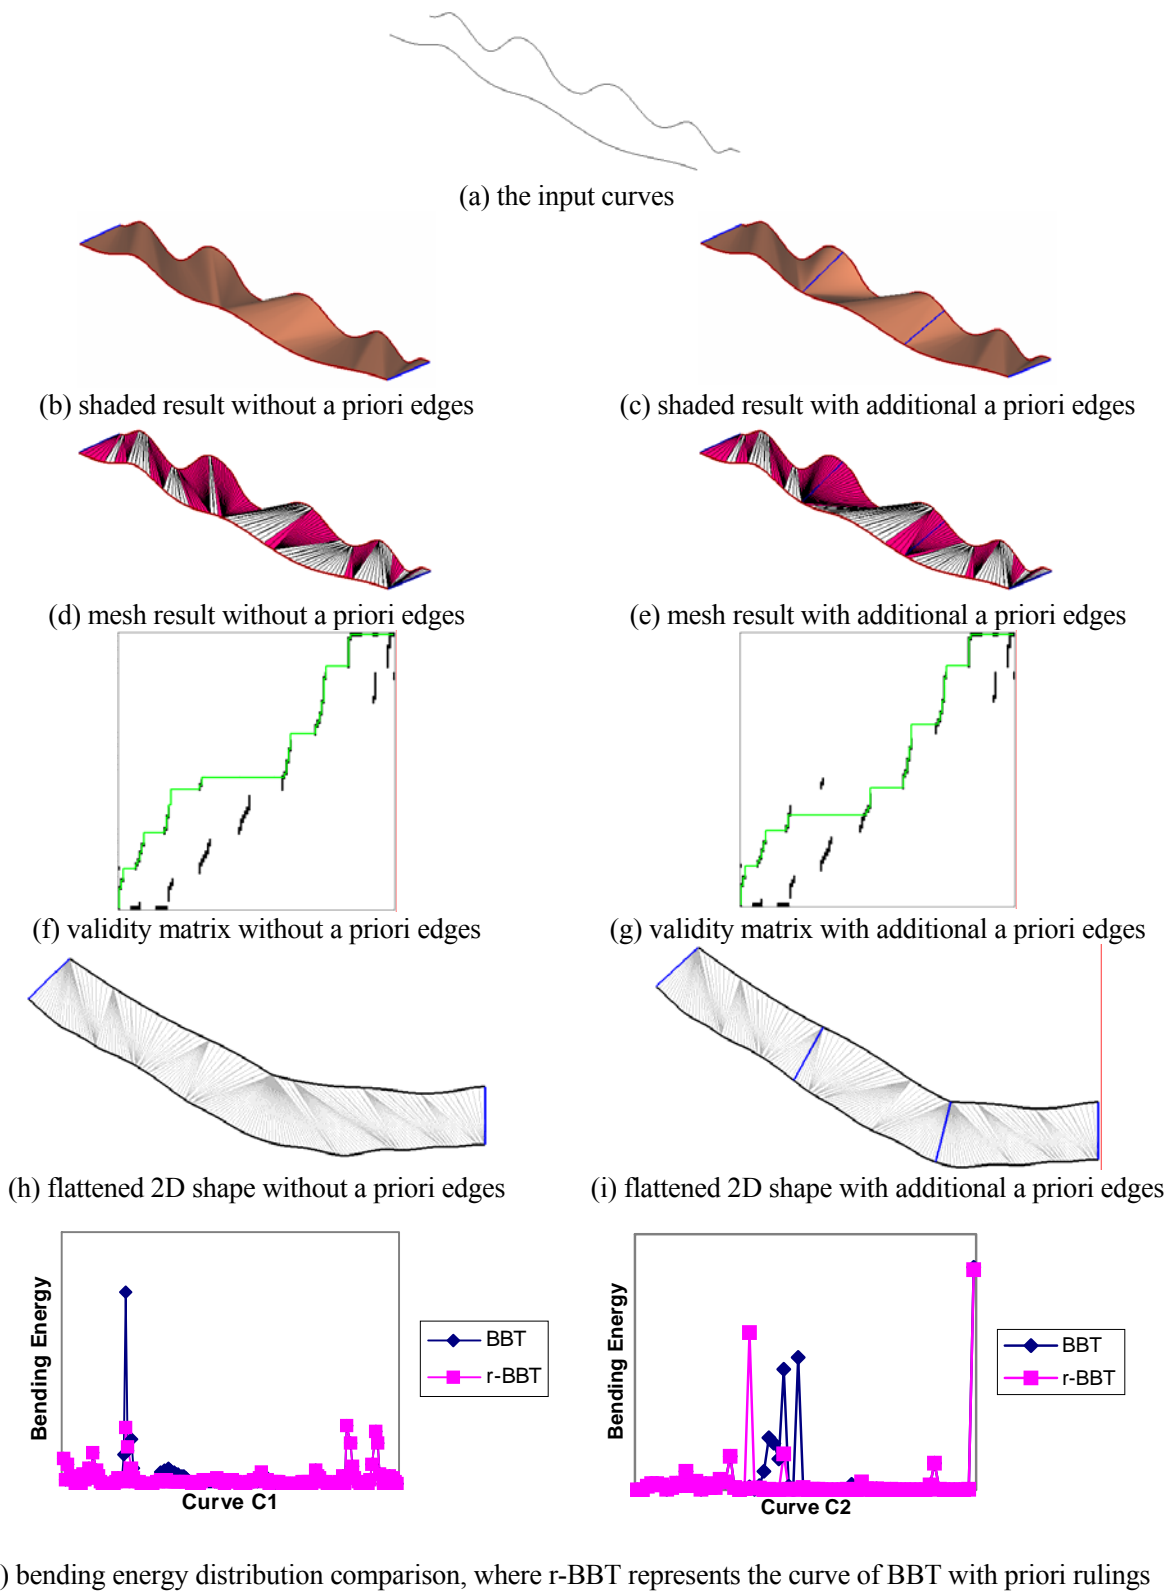 (a) the input curves
(b) shaded result without a priori edges
(c) shaded result with additional a priori edges
(d) mesh result without a priori edges
(e) mesh result with additional a priori edges
(f) validity matrix without a priori edges
(g) validity matrix with additional a priori edges
(h) flattened 2D shape without a priori edges
(i) flattened 2D shape with additional a priori edges
Bending Energy
BBT
r-BBT
Curve C1
Bending Energy
BBT
r-BBT
Curve C2
) bending energy distribution comparison, where r-BBT represents the curve of BBT with priori rulings